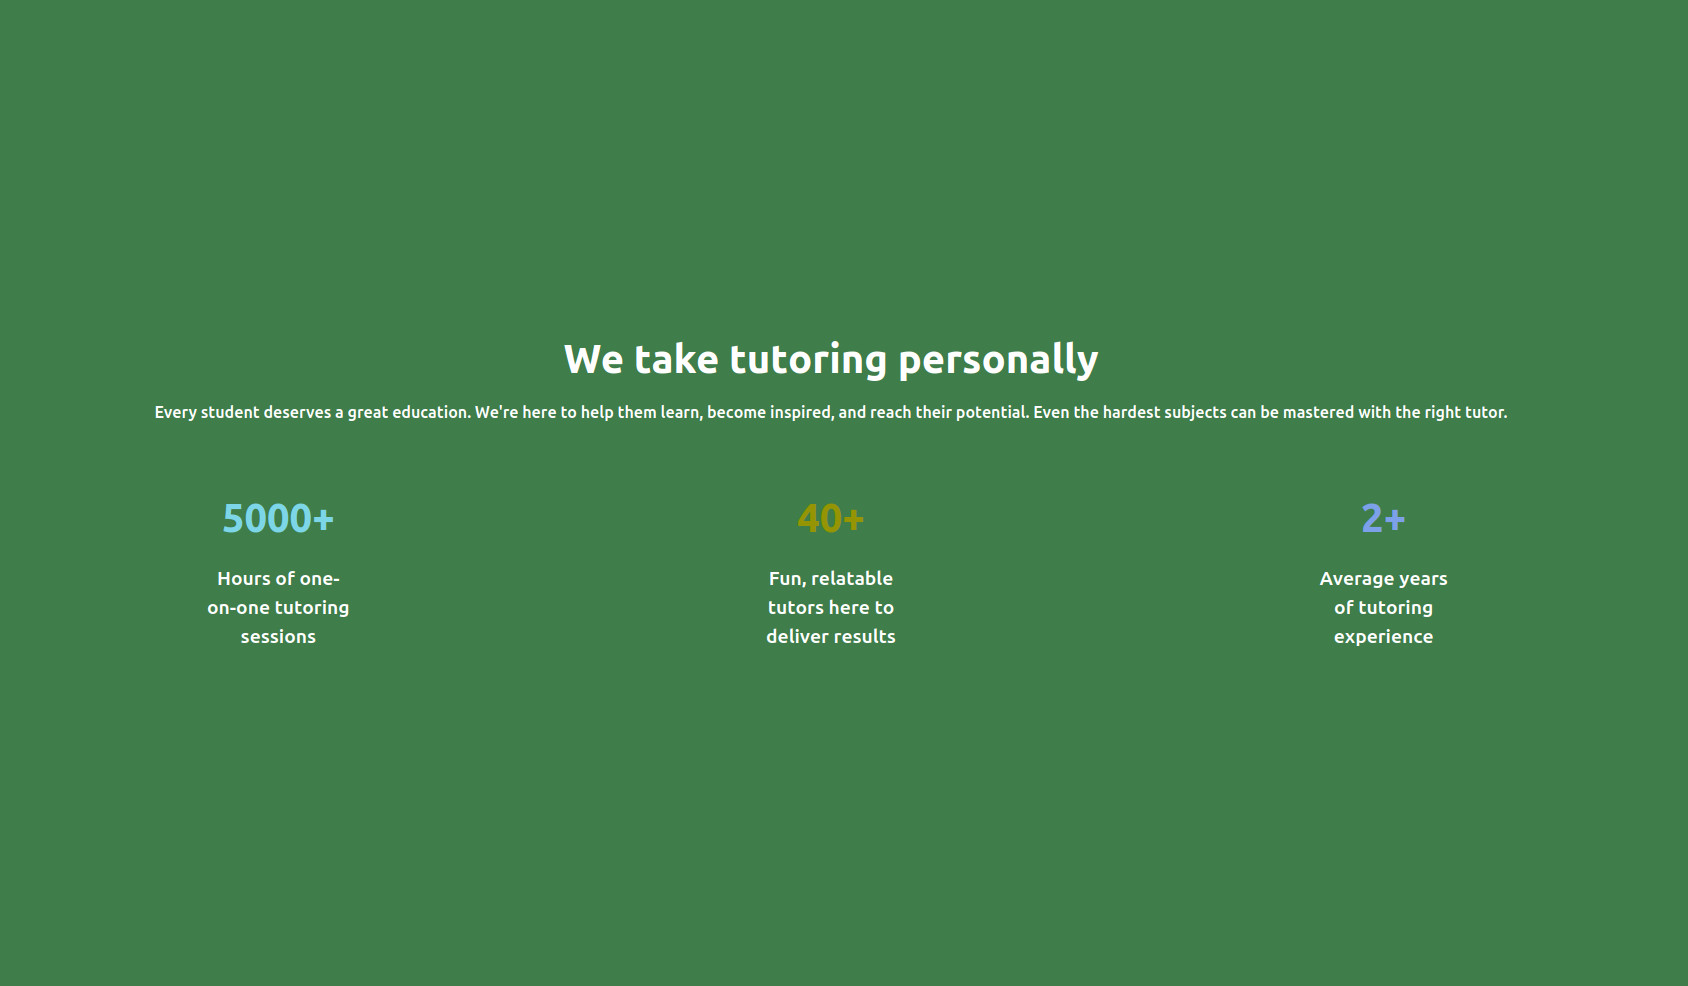 We take tutoring personally
Every student deserves a great education. We're here to help them learn, become inspired, and reach their potential. Even the hardest subjects can be mastered with the right tutor.
5000+
Hours of one-
on-one tutoring
sessions
40+
Fun, relatable
tutors here to
deliver results
2+
Average years
of tutoring
experience